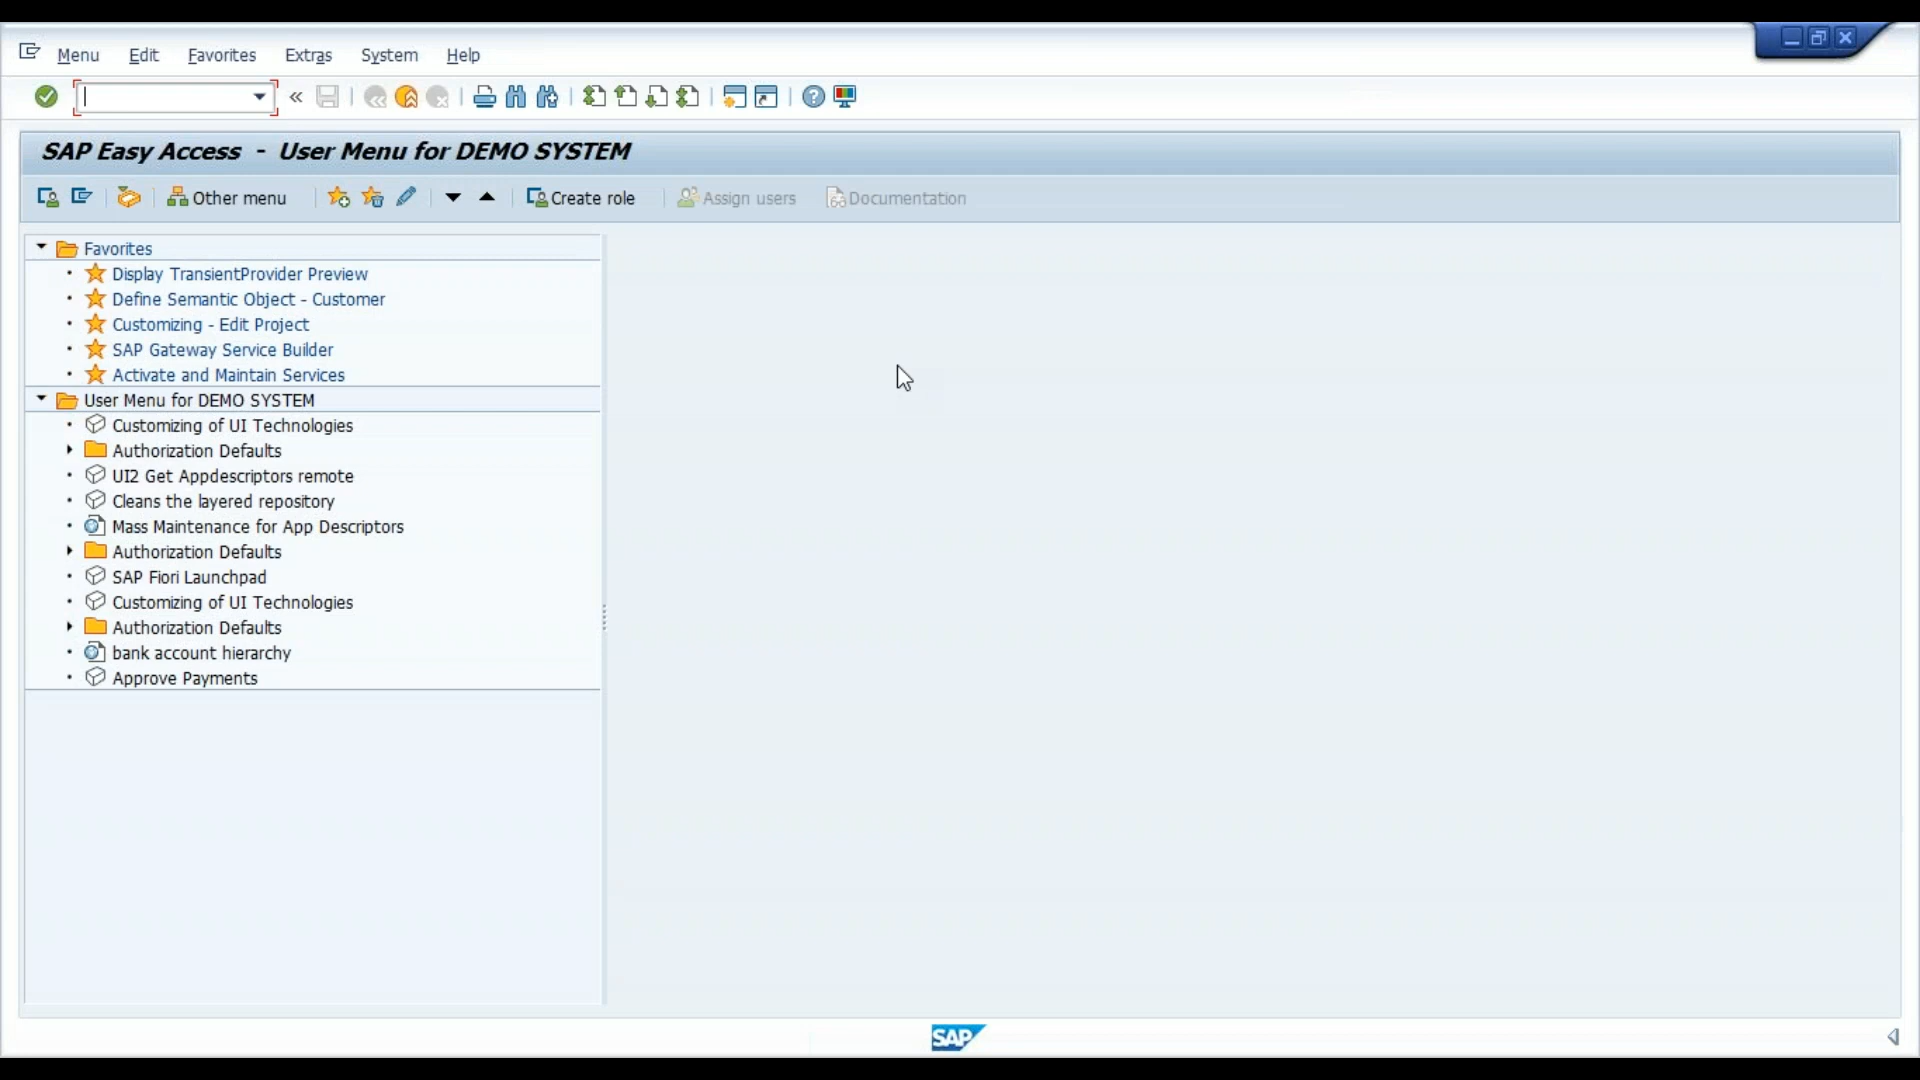 Menu Edit Favorites Extras System Help
SAP Easy Access - User Menu for DEMO SYSTEM
Other menu Create role Assign users Documentation
Favorites
Display TransientProvider Preview
Define Semantic Object - Customer
Customizing - Edit Project
SAP Gateway Service Builder
Activate and Maintain Services
User Menu for DEMO SYSTEM
Customizing of UI Technologies
Authorization Defaults
UI2 Get Appdescriptors remote
Cleans the layered repository
Mass Maintenance for App Descriptors
Authorization Defaults
SAP Fiori Launchpad
Customizing of UI Technologies
Authorization Defaults
bank account hierarchy
Approve Payments
SAP